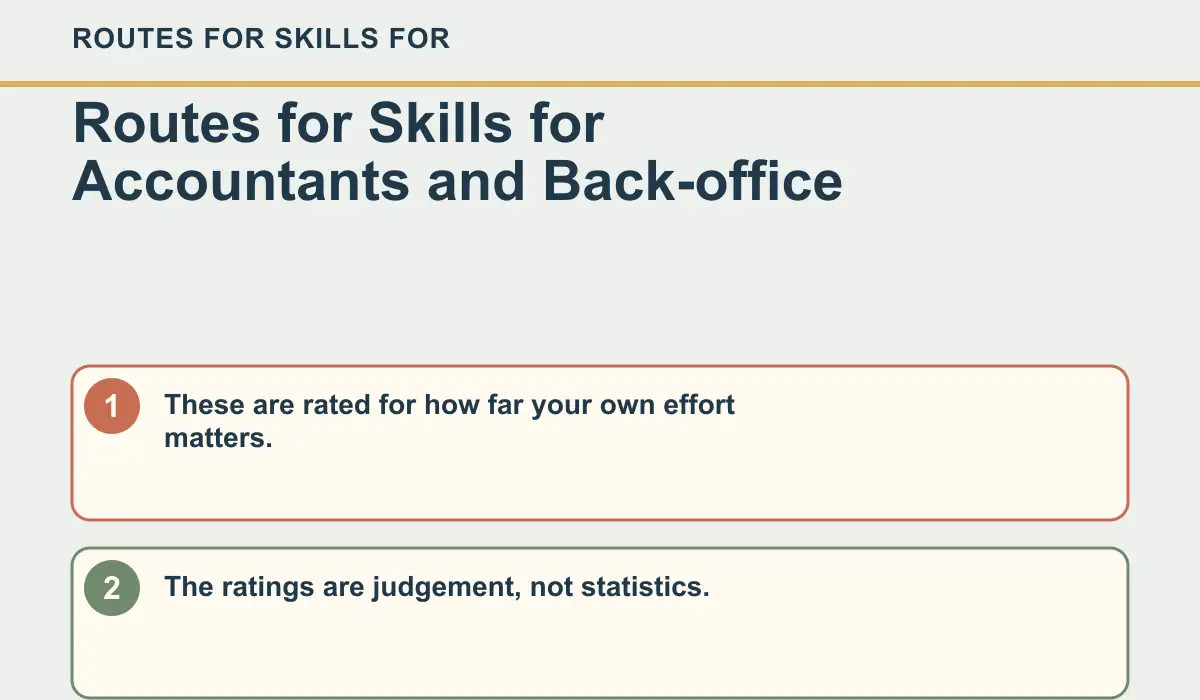 ROUTES FOR SKILLS FOR
Routes for Skills for
Accountants and Back-office
1
These are rated for how far your own effort
matters.
2
The ratings are judgement, not statistics.